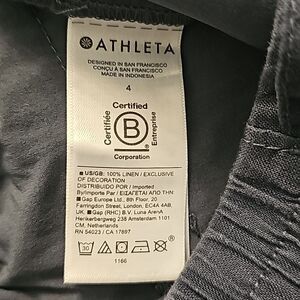 ATHLETA
DESIGNED IN SAN FRANCISCO
CONÇU À SAN FRANCISCO
MADE IN INDONESIA
4
Certified
Certifiée
B
Entreprise
Corporation
US/GB: 100% LINEN / EXCLUSIVE
OF DECORATION
DISTRIBUIDO POR / Imported
By/Importe Par / ΕΙΣΑΓΕΤΑΙ ΑΠΟ ΤΗΝ
Gap Europe Ltd., 8th Floor, 20
Farringdon Street, London, EC4A 4AB,
U.K. Gap (RHC) B.V. Luna ArenA
Herikerbergweg 238 Amsterdam 1101
CM, Netherlands
RN 54023 / CA 17897
30
1166